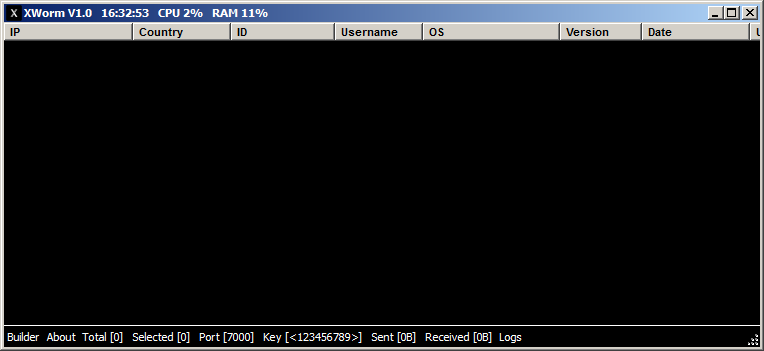 X XWorm V1.0 16:32:53 CPU 2% RAM 11%
IP Country ID Username OS Version Date
Builder About Total [0] Selected [0] Port [7000] Key [<123456789>] Sent [0B] Received [0B] Logs